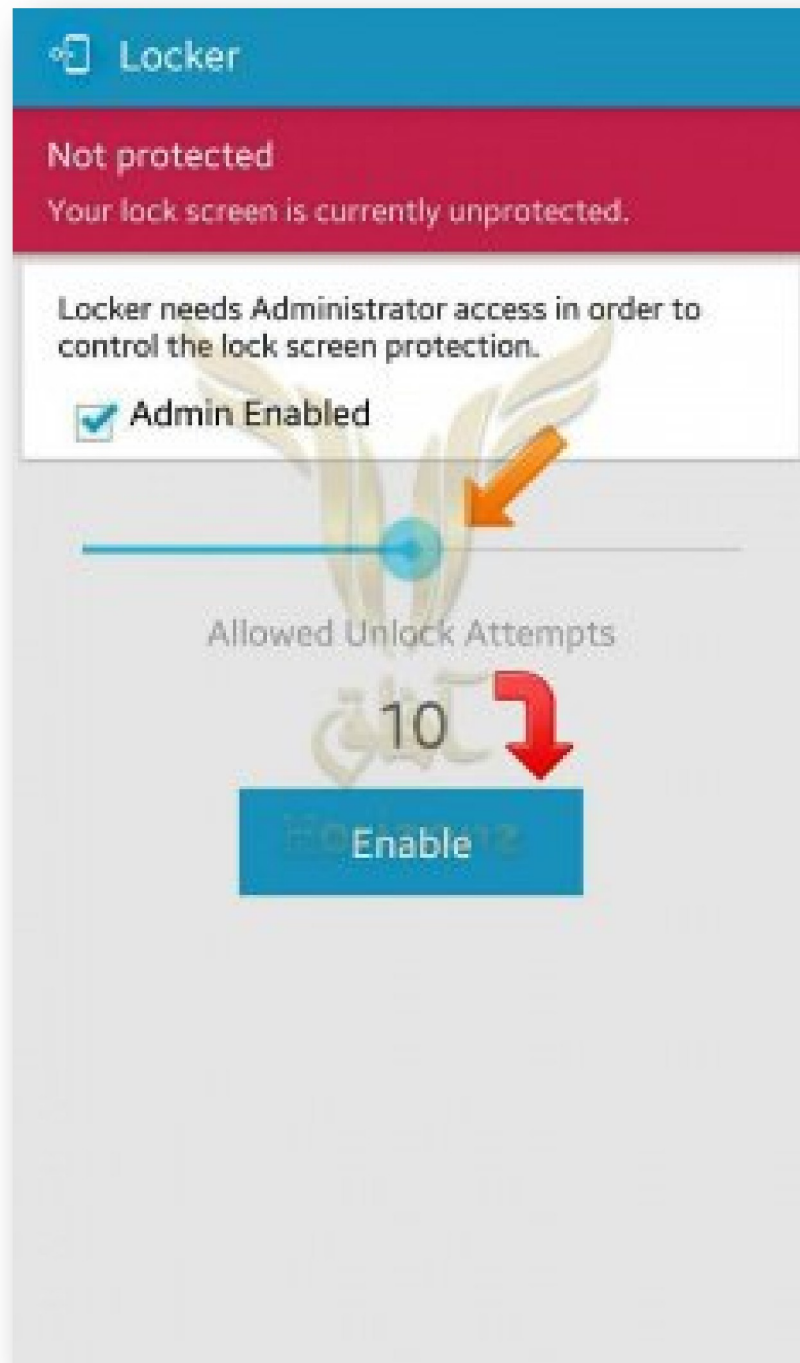 Locker
Not protected
Your lock screen is currently unprotected.
Locker needs Administrator access in order to
control the lock screen protection.
Admin Enabled
Allowed Unlock Attempts
10
Enable